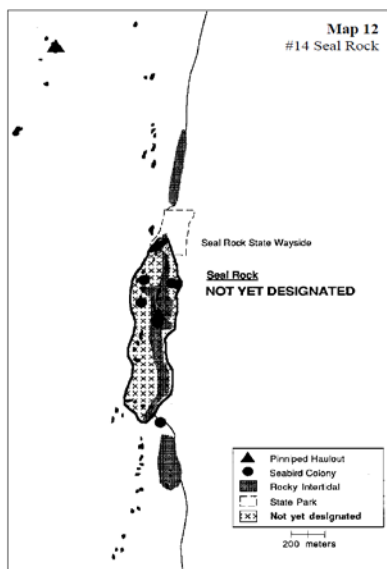 Map 12
#14 Seal Rock
Seal Rock State Wayside
Seal Rock
NOT YET DESIGNATED
Pinniped Haulout
Seabird Colony
Rocky Intertidal
State Park
Not yet designated
200 meters